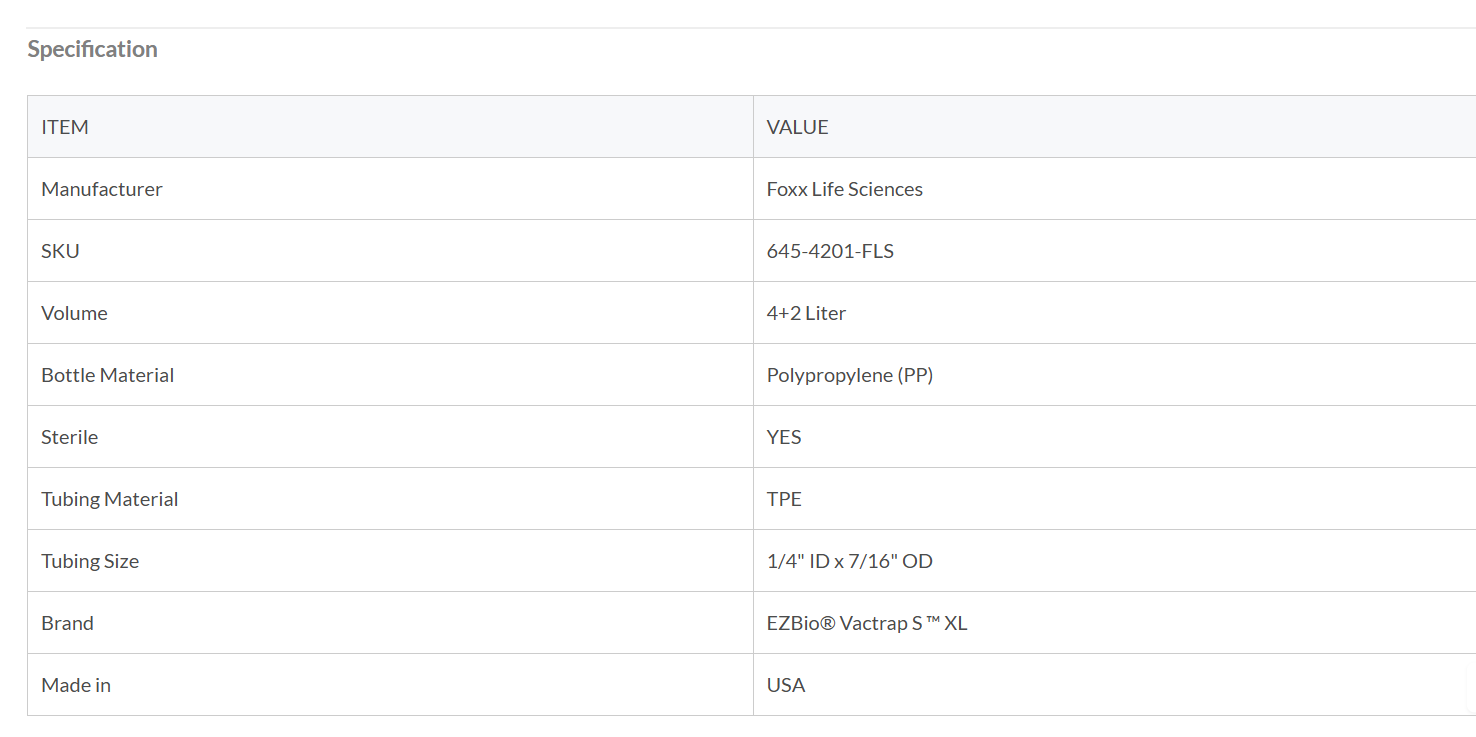 Specification
ITEM VALUE
Manufacturer Foxx Life Sciences
SKU 645-4201-FLS
Volume 4+2 Liter
Bottle Material Polypropylene (PP)
Sterile YES
Tubing Material TPE
Tubing Size 1/4" ID x 7/16" OD
Brand EZBio® Vactrap S ™ XL
Made in USA